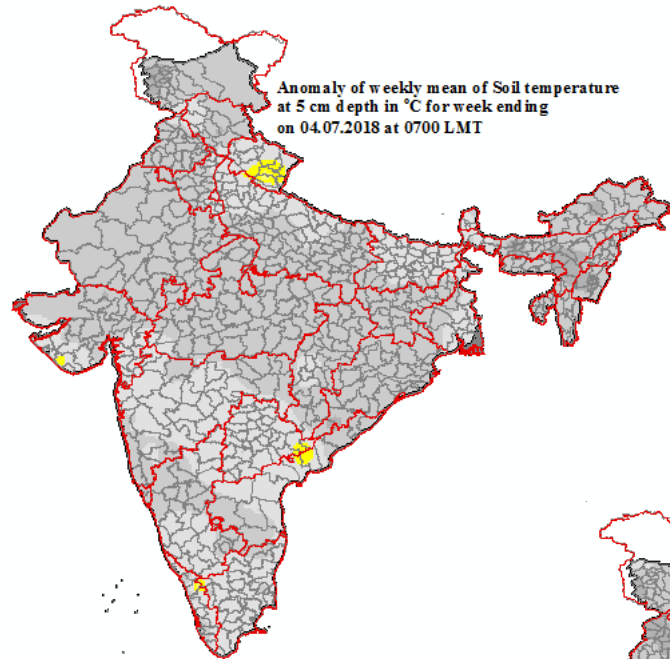 Anomaly of weekly mean of Soil temperature
at 5 cm depth in °C for week ending
on 04.07.2018 at 0700 LMT